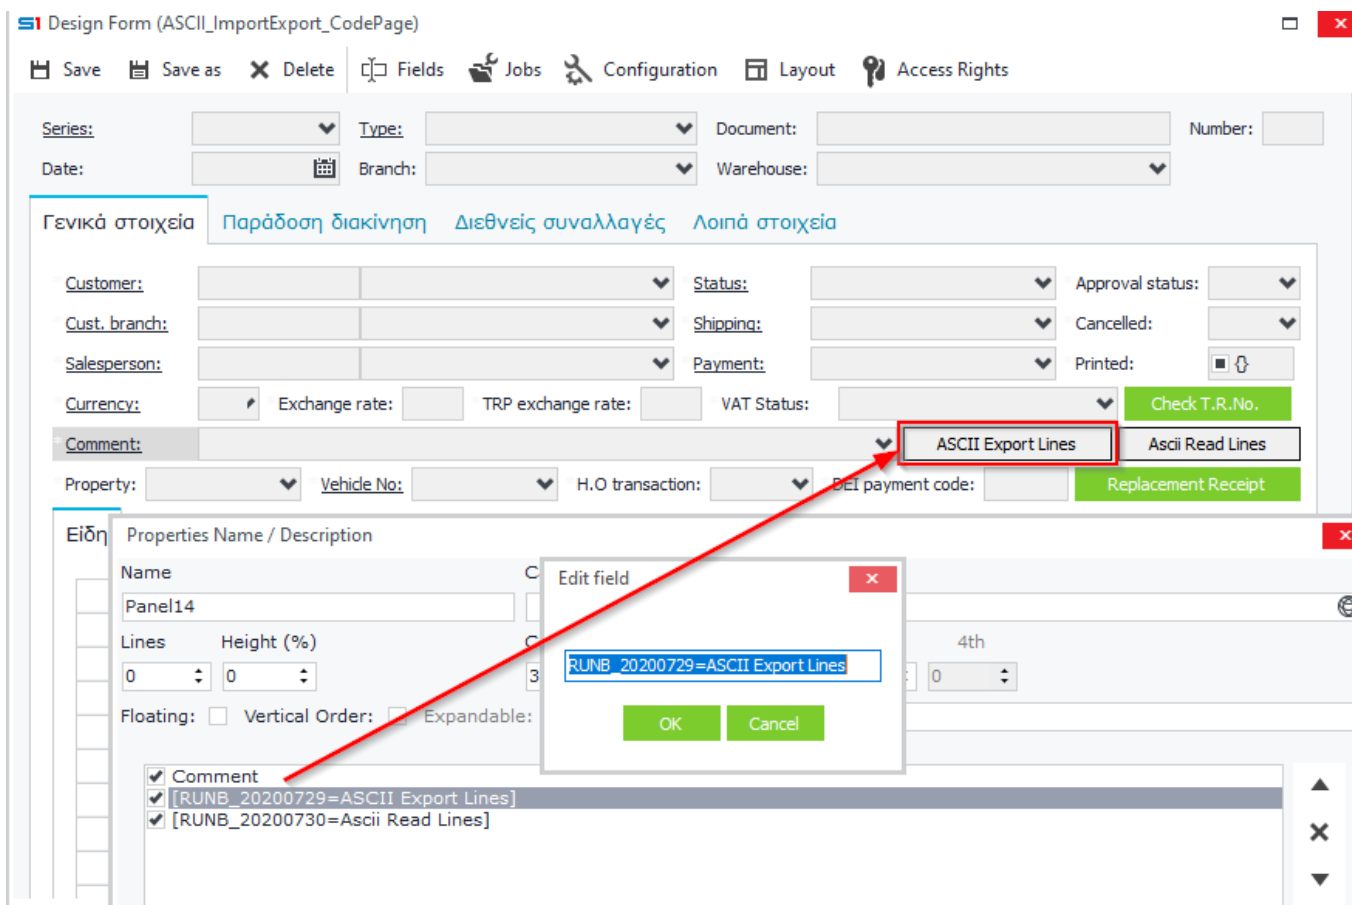 S1 Design Form (ASCII_ImportExport_CodePage)
Save Save as Delete Fields Jobs Configuration Layout Access Rights
Series: Type: Document: Number:
Date: Branch: Warehouse:
Γενικά στοιχεία Παράδοση διακίνηση Διεθνείς συναλλαγές Λοιπά στοιχεία
Customer: Status: Approval status:
Cust. branch: Shipping: Cancelled:
Salesperson: Payment: Printed: {}
Currency: Exchange rate: TRP exchange rate: VAT Status: Check T.R.No.
Comment: ASCII Export Lines Ascii Read Lines
Property: Vehicle No: H.O transaction: DEI payment code: Replacement Receipt
Είδη
Properties Name / Description
Name
Panel14
Lines Height (%) 4th
0 0 3 0
Floating: Vertical Order: Expandable:
Edit field
RUNB_20200729=ASCII Export Lines
OK Cancel
Comment
[RUNB_20200729=ASCII Export Lines]
[RUNB_20200730=Ascii Read Lines]